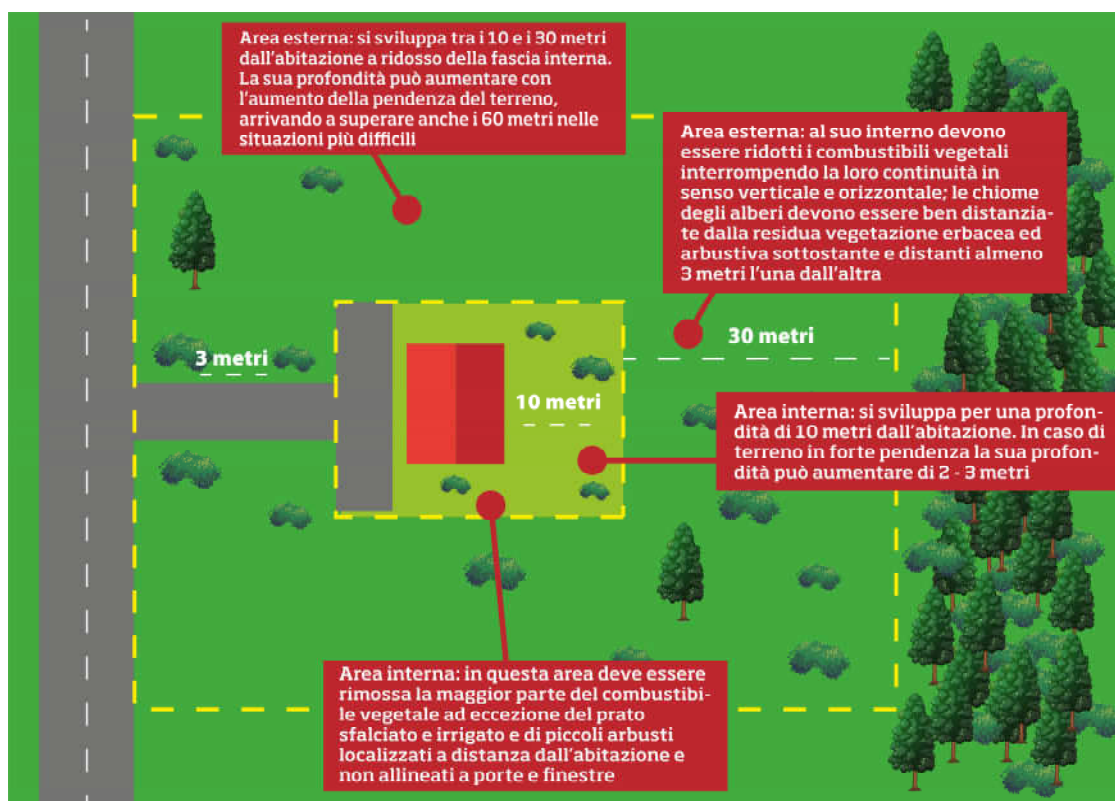 Area esterna: si sviluppa tra i 10 e i 30 metri
dall'abitazione a ridosso della fascia interna.
La sua profondità può aumentare con
l'aumento della pendenza del terreno,
arrivando a superare anche i 60 metri nelle
situazioni più difficili
Area esterna: al suo interno devono
essere ridotti i combustibili vegetali
interrompendo la loro continuità in
senso verticale e orizzontale; le chiome
degli alberi devono essere ben distanzia-
te dalla residua vegetazione erbacea ed
arbustiva sottostante e distanti almeno
3 metri l'una dall'altra
30 metri
3 metri
10 metri
Area interna: si sviluppa per una profon-
dità di 10 metri dall'abitazione. In caso di
terreno in forte pendenza la sua profon-
dità può aumentare di 2 - 3 metri
Area interna: in questa area deve essere
rimossa la maggior parte del combustibi-
le vegetale ad eccezione del prato
sfalciato e irrigato e di piccoli arbusti
localizzati a distanza dall'abitazione e
non allineati a porte e finestre